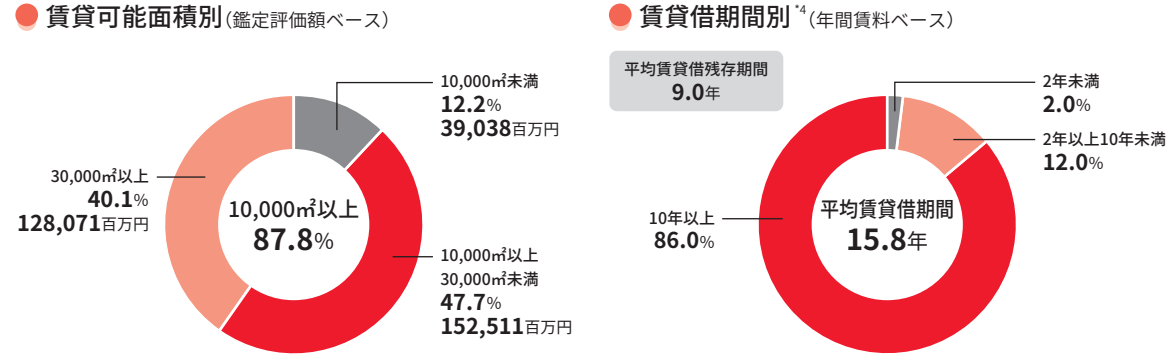 賃貸可能面積別(鑑定評価額ベース)
10,000㎡未満
12.2%
39,038百万円
30,000㎡以上
40.1%
128,071百万円
10,000㎡以上
87.8%
10,000㎡以上
30,000㎡未満
47.7%
152,511百万円
賃貸借期間別*4(年間賃料ベース)
平均賃貸借残存期間
9.0年
2年未満
2.0%
2年以上10年未満
12.0%
10年以上
86.0%
平均賃貸借期間
15.8年